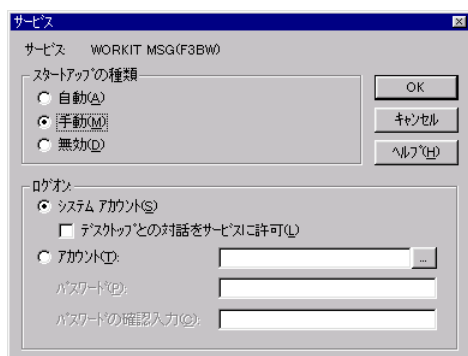 サービス
サービス: WORKIT MSG(F3BW)
スタートアップの種類
自動(A)
手動(M)
無効(D)
OK
キャンセル
ヘルプ(H)
ログオン:
システム アカウント(S)
デスクトップとの対話をサービスに許可(L)
アカウント(T):
...
パスワード(P):
パスワードの確認入力(C):